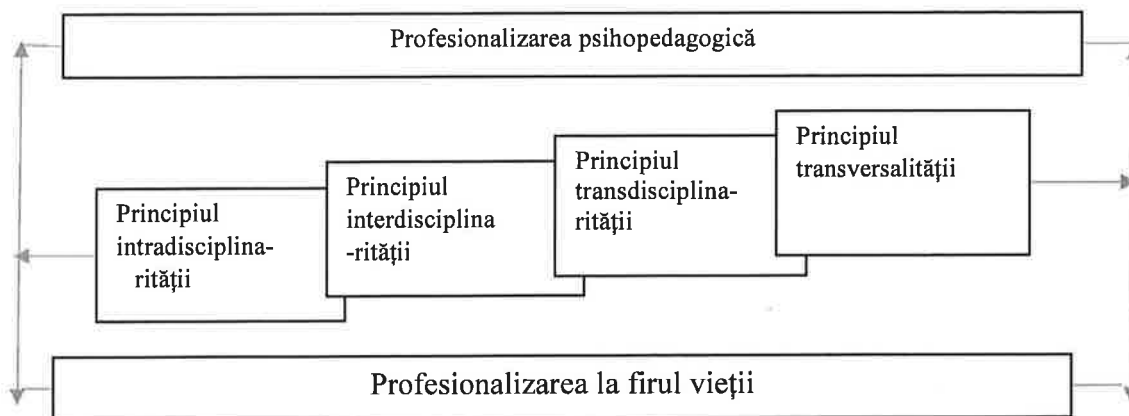 Profesionalizarea psihopedagogică
Principiul
intradisciplina-
rității
Principiul
interdisciplina
-rității
Principiul
transdisciplina-
rității
Principiul
transversalității
Profesionalizarea la firul vieții